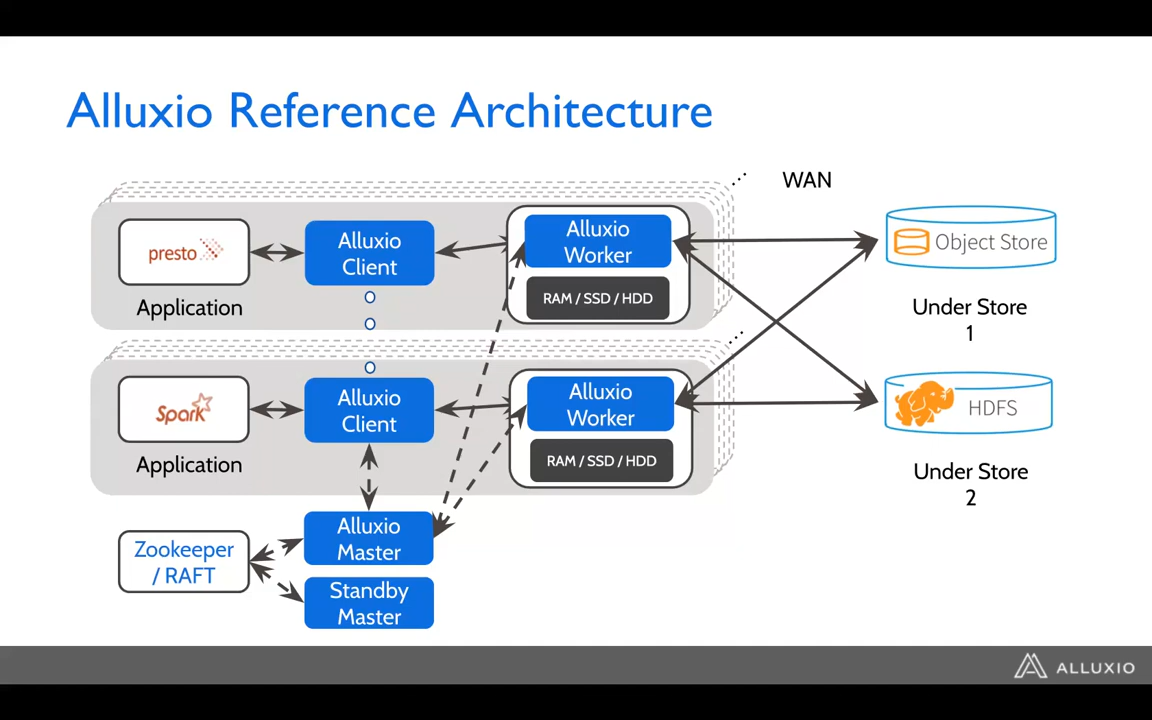 Alluxio Reference Architecture
WAN
presto
Application
Alluxio
Client
Alluxio
Worker
RAM / SSD / HDD
Object Store
Under Store
1
Spark
Application
Alluxio
Client
Alluxio
Worker
RAM / SSD / HDD
HDFS
Under Store
2
Zookeeper
/ RAFT
Alluxio
Master
Standby
Master
ALLUXIO